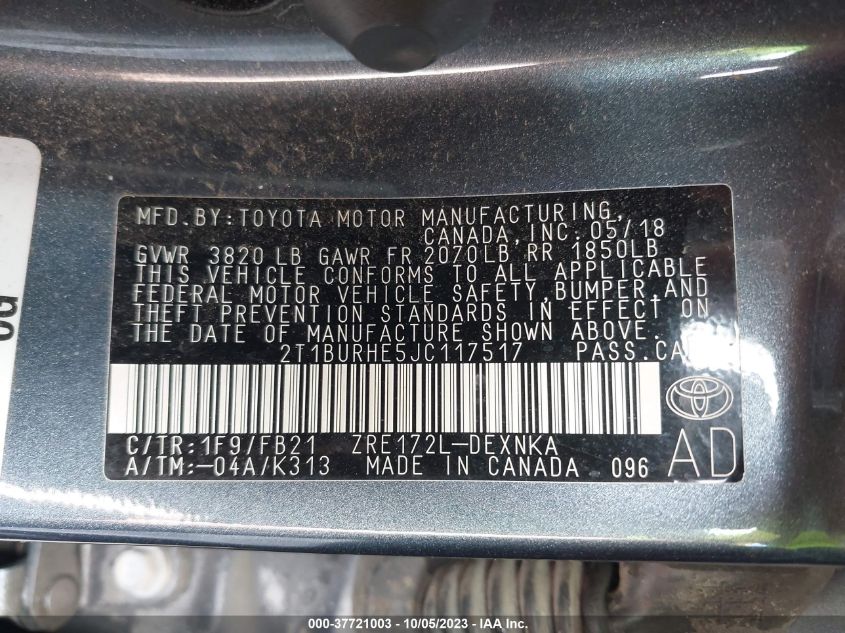 MFD.BY:TOYOTA MOTOR MANUFACTURING,
CANADA, INC. 05/18
GVWR 3820 LB GAWR FR 2070LB RR 1850LB
THIS VEHICLE CONFORMS TO ALL APPLICABLE
FEDERAL MOTOR VEHICLE SAFETY, BUMPER, AND
THEFT PREVENTION STANDARDS IN EFFECT ON
THE DATE OF MANUFACTURE SHOWN ABOVE.
2T1BURHE5JC117517 PASS.CA
C/TR:1F9/FB21 ZRE172L-DEXNKA
A/TM:-04A/K313 MADE IN CANADA 096
AD
000-37721003 - 10/05/2023 - IAA Inc.